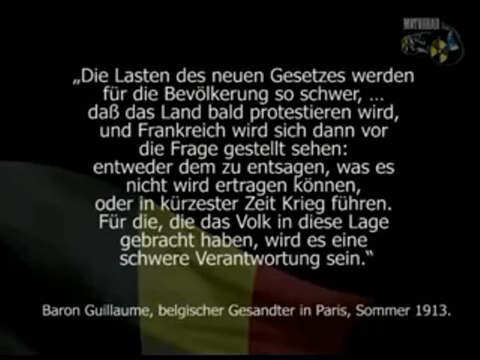 MATHRIAR
„Die Lasten des neuen Gesetzes werden
für die Bevölkerung so schwer, ...
daß das Land bald protestieren wird,
und Frankreich wird sich dann vor
die Frage gestellt sehen:
entweder dem zu entsagen, was es
nicht wird ertragen können,
oder in kürzester Zeit Krieg führen.
Für die, die das Volk in diese Lage
gebracht haben, wird es eine
schwere Verantwortung sein.“
Baron Guillaume, belgischer Gesandter in Paris, Sommer 1913.